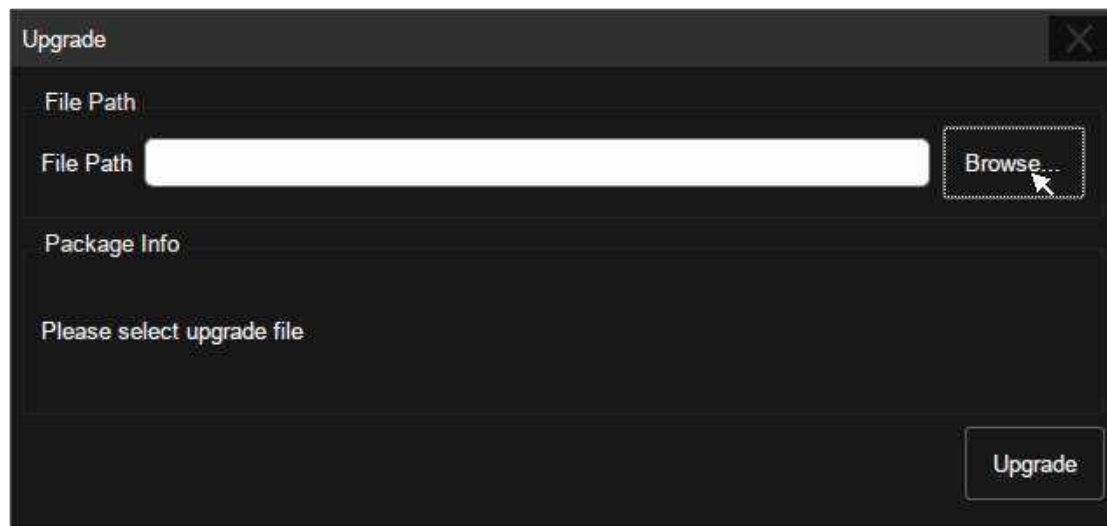 Upgrade
File Path
File Path Browse...
Package Info
Please select upgrade file
Upgrade